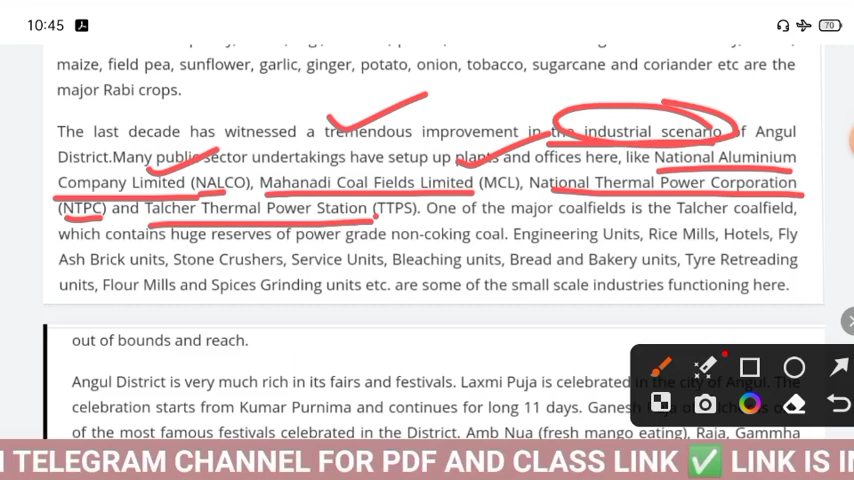 10:45
70
maize, field pea, sunflower, garlic, ginger, potato, onion, tobacco, sugarcane and coriander etc are the
major Rabi crops.
The last decade has witnessed a tremendous improvement in the industrial scenario of Angul
District.Many public sector undertakings have setup up plants and offices here, like National Aluminium
Company Limited (NALCO), Mahanadi Coal Fields Limited (MCL), National Thermal Power Corporation
(NTPC) and Talcher Thermal Power Station (TTPS). One of the major coalfields is the Talcher coalfield,
which contains huge reserves of power grade non-coking coal. Engineering Units, Rice Mills, Hotels, Fly
Ash Brick units, Stone Crushers, Service Units, Bleaching units, Bread and Bakery units, Tyre Retreading
units, Flour Mills and Spices Grinding units etc. are some of the small scale industries functioning here.
out of bounds and reach.
Angul District is very much rich in its fairs and festivals. Laxmi Puja is celebrated in the city of Angul. The
celebration starts from Kumar Purnima and continues for long 11 days. Ganesh
of the most famous festivals celebrated in the District. Amb Nua (fresh mango eating), Raja, Gammha
TELEGRAM CHANNEL FOR PDF AND CLASS LINK ✅ LINK IS